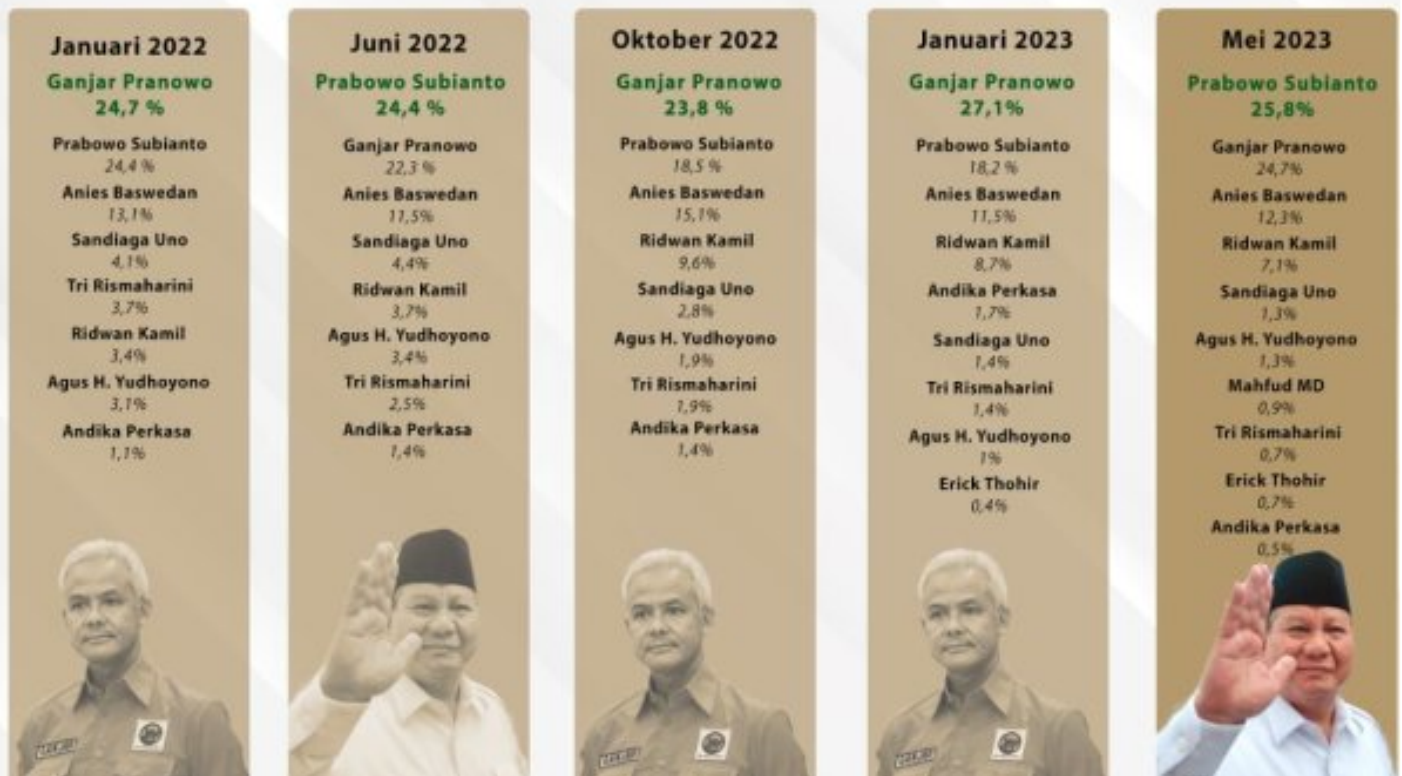 Januari 2022
Ganjar Pranowo
24,7 %
Prabowo Subianto
24,4 %
Anies Baswedan
13,1%
Sandiaga Uno
4,1%
Tri Rismaharini
3,7%
Ridwan Kamil
3,4%
Agus H. Yudhoyono
3,1%
Andika Perkasa
1,1%
GANJAR
Juni 2022
Prabowo Subianto
24,4 %
Ganjar Pranowo
22,3 %
Anies Baswedan
11,5%
Sandiaga Uno
4,4%
Ridwan Kamil
3,7%
Agus H. Yudhoyono
3,4%
Tri Rismaharini
2,5%
Andika Perkasa
1,4%
Oktober 2022
Ganjar Pranowo
23,8 %
Prabowo Subianto
18,5 %
Anies Baswedan
15,1%
Ridwan Kamil
9,6%
Sandiaga Uno
2,8%
Agus H. Yudhoyono
1,9%
Tri Rismaharini
1,9%
Andika Perkasa
1,4%
GANJAR
Januari 2023
Ganjar Pranowo
27,1%
Prabowo Subianto
18,2 %
Anies Baswedan
11,5%
Ridwan Kamil
8,7%
Andika Perkasa
1,7%
Sandiaga Uno
1,4%
Tri Rismaharini
1,4%
Agus H. Yudhoyono
1%
Erick Thohir
0,4%
GANJAR
Mei 2023
Prabowo Subianto
25,8%
Ganjar Pranowo
24,7%
Anies Baswedan
12,3%
Ridwan Kamil
7,1%
Sandiaga Uno
1,3%
Agus H. Yudhoyono
1,3%
Mahfud MD
0,9%
Tri Rismaharini
0,7%
Erick Thohir
0,7%
Andika Perkasa
0,5%